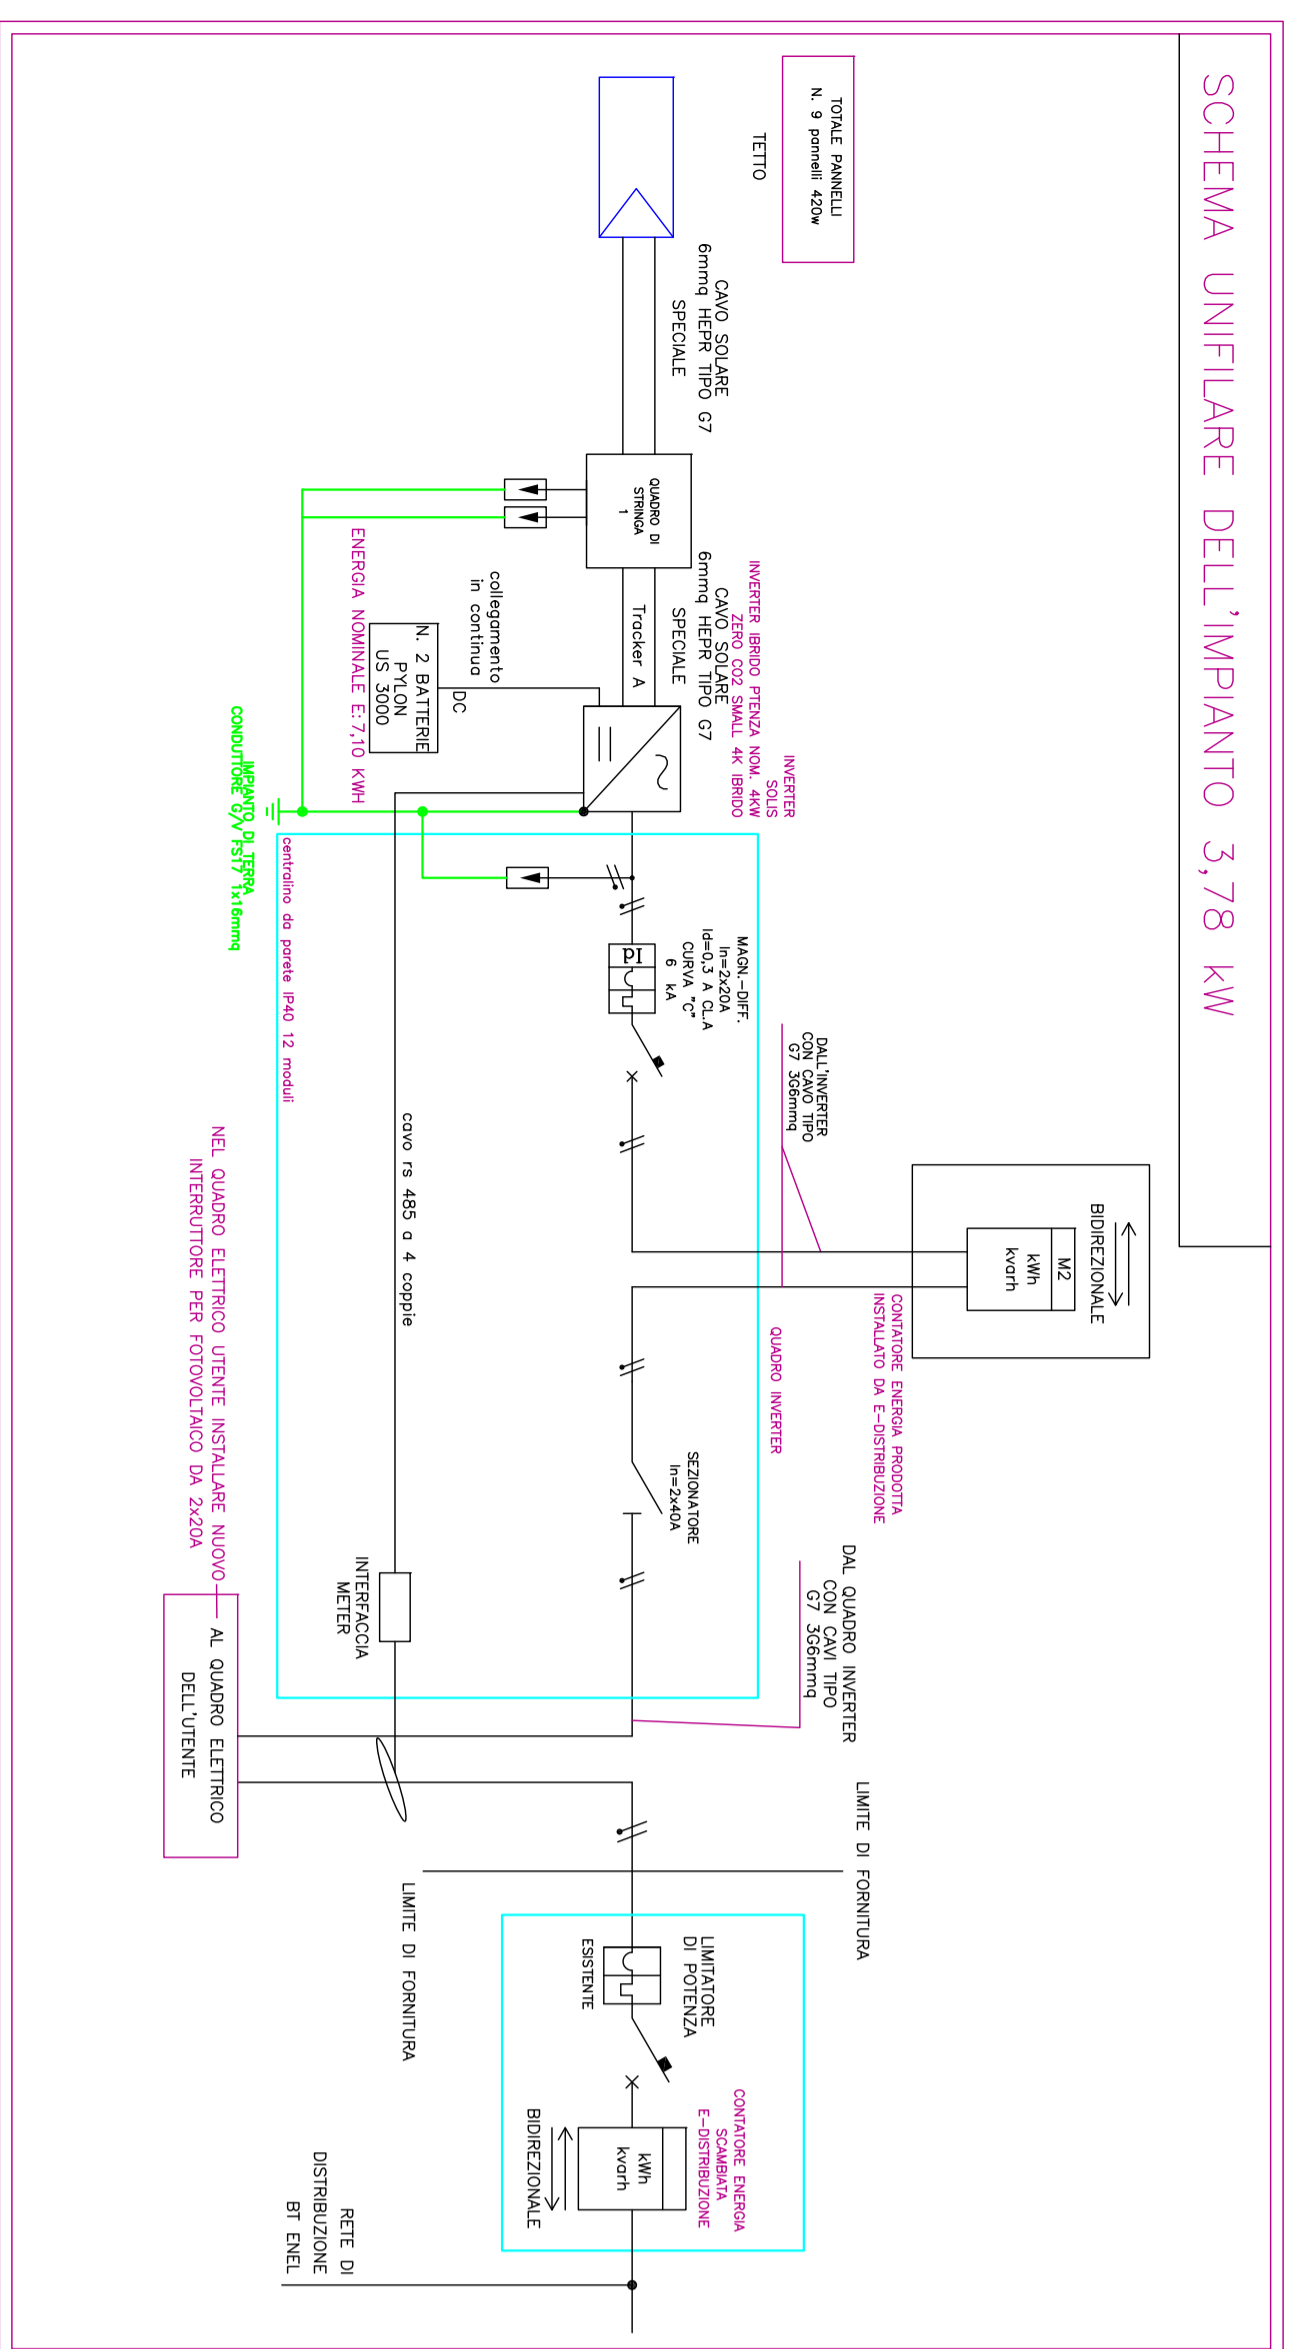 SCHEMA UNIFILARE DELL'IMPIANTO 3,78 kW
TOTALE PANNELLI
N. 9 pannelli 420w
TETTO
CAVO SOLARE
6mmq HEPR TIPO G7
SPECIALE
QUADRO DI
STRINGA
1
CAVO SOLARE
6mmq HEPR TIPO G7
SPECIALE
Tracker A
INVERTER
SOLIS
INVERTER IBRIDO PTENZA NOM. 4KW
ZERO CO2 SMALL 4K IBRIDO
collegamento
in continua
DC
N. 2 BATTERIE
PYLON
US 3000
ENERGIA NOMINALE E: 7,10 KWH
IMPIANTO DI TERRA
CONDUTTORE G/V FS17 1x16mmq
centralino da parete IP40 12 moduli
MAGN.-DIFF.
In=2x20A
Id=0,3 A CL.A
CURVA "C"
6 kA
Id
DALL'INVERTER
CON CAVO TIPO
G7 3G6mmq
BIDIREZIONALE
M2
kWh
kvarh
CONTATORE ENERGIA PRODOTTA
INSTALLATO DA E-DISTRIBUZIONE
QUADRO INVERTER
SEZIONATORE
In=2x40A
cavo rs 485 a 4 coppie
INTERFACCIA
METER
DAL QUADRO INVERTER
CON CAVI TIPO
G7 3G6mmq
NEL QUADRO ELETTRICO UTENTE INSTALLARE NUOVO
INTERRUTTORE PER FOTOVOLTAICO DA 2x20A
AL QUADRO ELETTRICO
DELL'UTENTE
LIMITE DI FORNITURA
LIMITE DI FORNITURA
LIMITATORE
DI POTENZA
ESISTENTE
CONTATORE ENERGIA
SCAMBIATA
E-DISTRIBUZIONE
kWh
kvarh
BIDIREZIONALE
RETE DI
DISTRIBUZIONE
BT ENEL